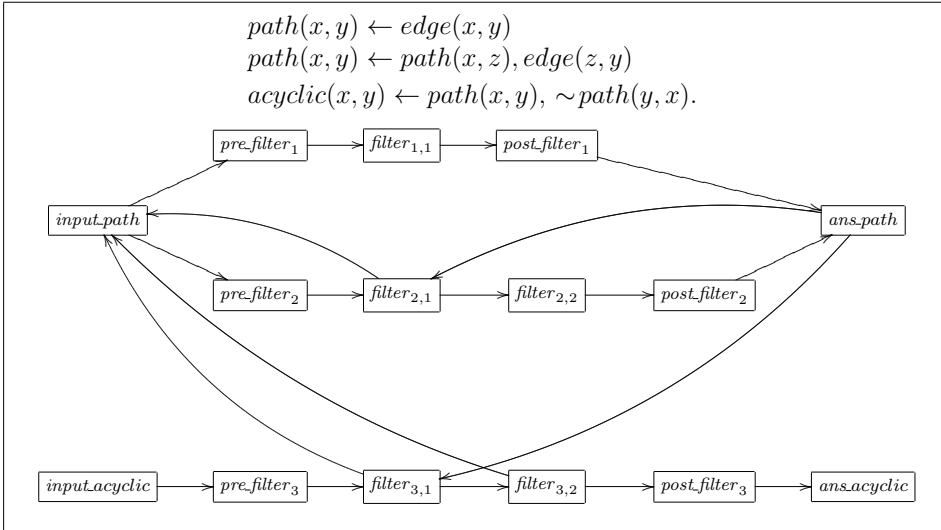 path(x, y) ← edge(x, y)
path(x, y) ← path(x, z), edge(z, y)
acyclic(x, y) ← path(x, y), ∼path(y, x).
pre_filter₁ filter₁,₁ post_filter₁
input_path ans_path
pre_filter₂ filter₂,₁ filter₂,₂ post_filter₂
input_acyclic pre_filter₃ filter₃,₁ filter₃,₂ post_filter₃ ans_acyclic